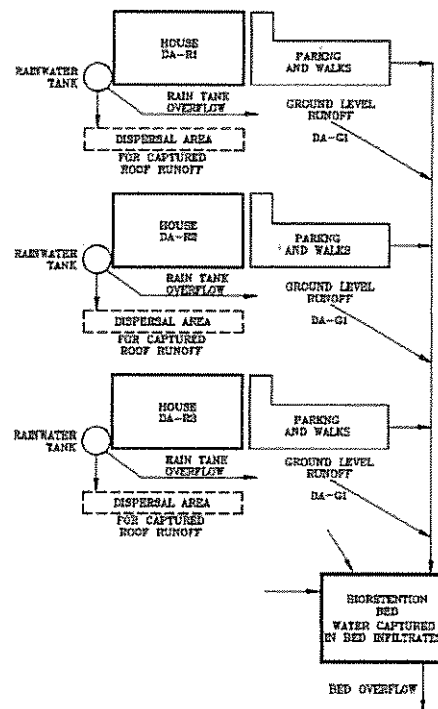 HOUSE
DA-R1
PARKNG
AND WALKS
RAINWATER
TANK
RAIN TANK
OVERFLOW
GROUND LEVEL
RUNOFF
DA-G1
DISPERSAL AREA
FOR CAPTURED
ROOF RUNOFF
HOUSE
DA-R2
PARKNG
AND WALKS
RAINWATER
TANK
RAIN TANK
OVERFLOW
GROUND LEVEL
RUNOFF
DA-G1
DISPERSAL AREA
FOR CAPTURED
ROOF RUNOFF
HOUSE
DA-R3
PARKNG
AND WALKS
RAINWATER
TANK
RAIN TANK
OVERFLOW
GROUND LEVEL
RUNOFF
DA-G1
DISPERSAL AREA
FOR CAPTURED
ROOF RUNOFF
BIORETENTION
BED
WATER CAPTURED
IN BED INFILTRATES
BED OVERFLOW